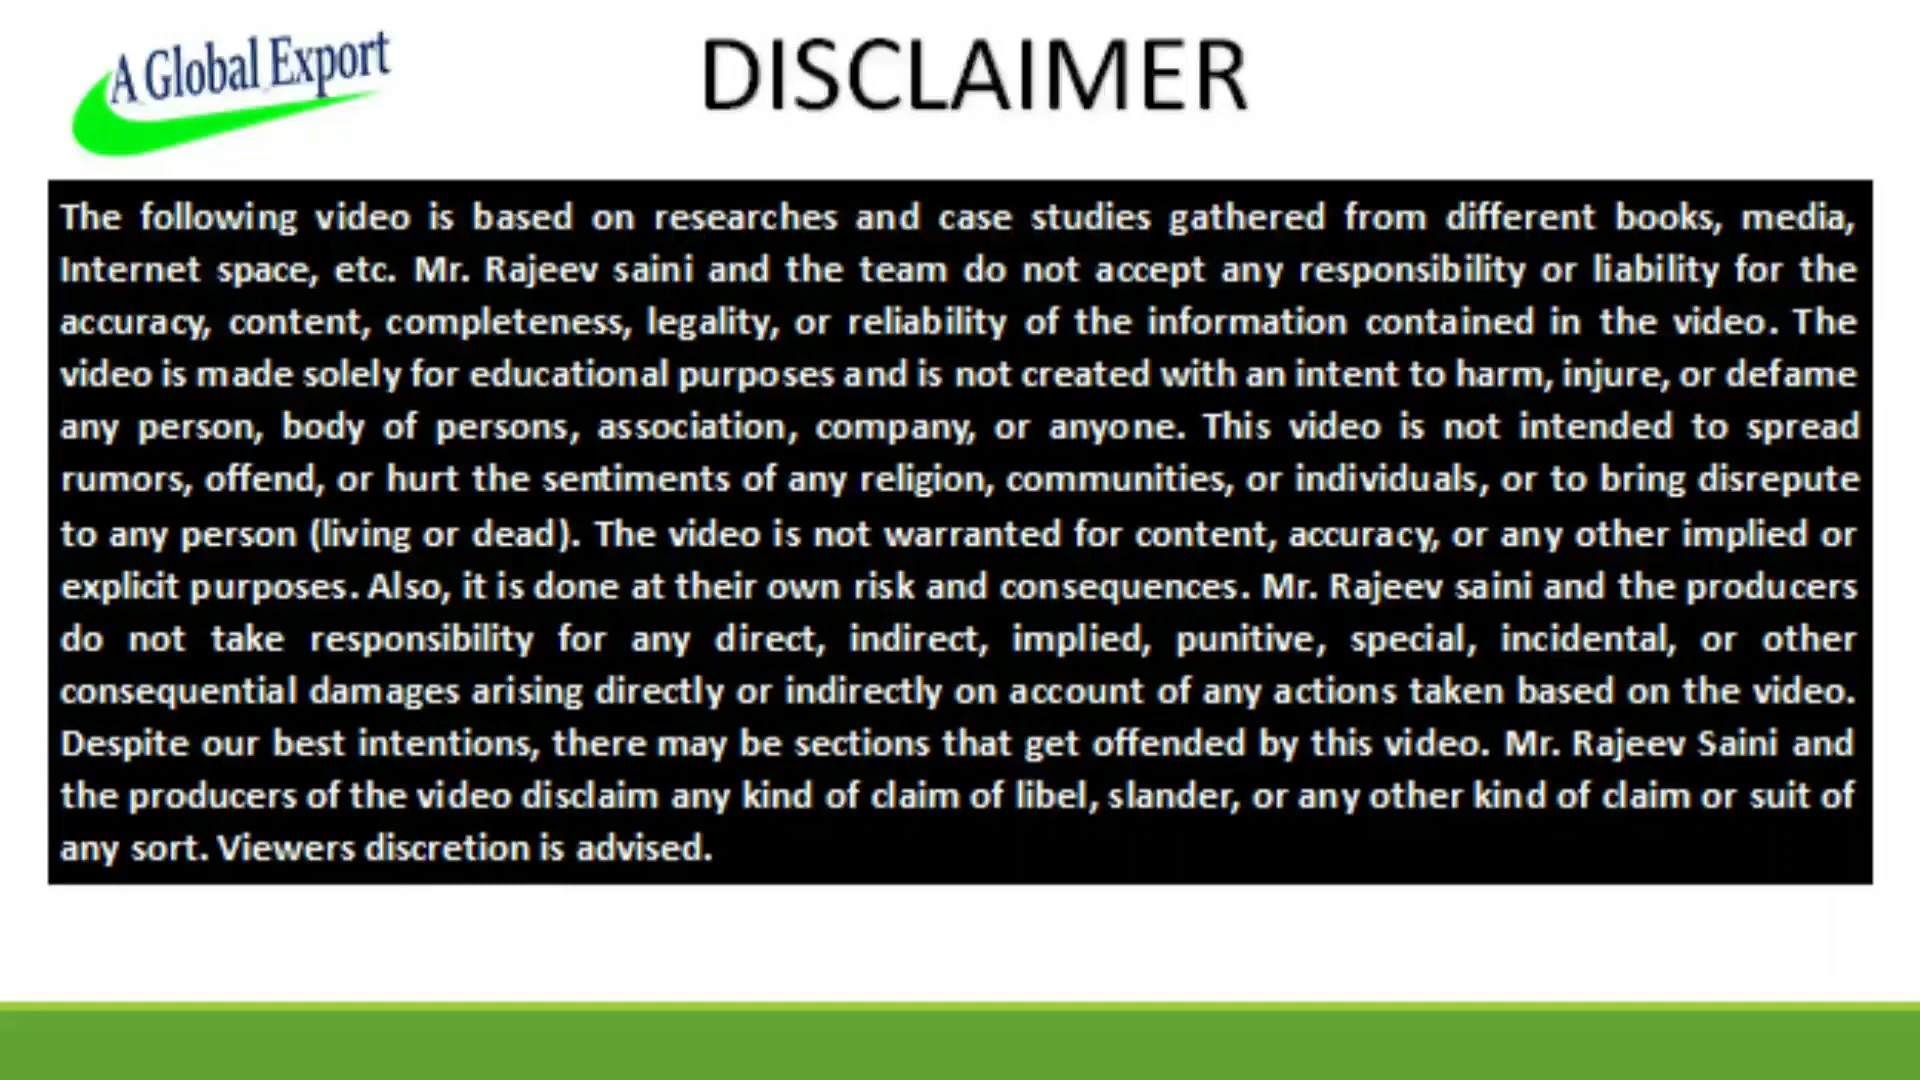 A Global Export
DISCLAIMER
The following video is based on researches and case studies gathered from different books, media,
Internet space, etc. Mr. Rajeev saini and the team do not accept any responsibility or liability for the
accuracy, content, completeness, legality, or reliability of the information contained in the video. The
video is made solely for educational purposes and is not created with an intent to harm, injure, or defame
any person, body of persons, association, company, or anyone. This video is not intended to spread
rumors, offend, or hurt the sentiments of any religion, communities, or individuals, or to bring disrepute
to any person (living or dead). The video is not warranted for content, accuracy, or any other implied or
explicit purposes. Also, it is done at their own risk and consequences. Mr. Rajeev saini and the producers
do not take responsibility for any direct, indirect, implied, punitive, special, incidental, or other
consequential damages arising directly or indirectly on account of any actions taken based on the video.
Despite our best intentions, there may be sections that get offended by this video. Mr. Rajeev Saini and
the producers of the video disclaim any kind of claim of libel, slander, or any other kind of claim or suit of
any sort. Viewers discretion is advised.